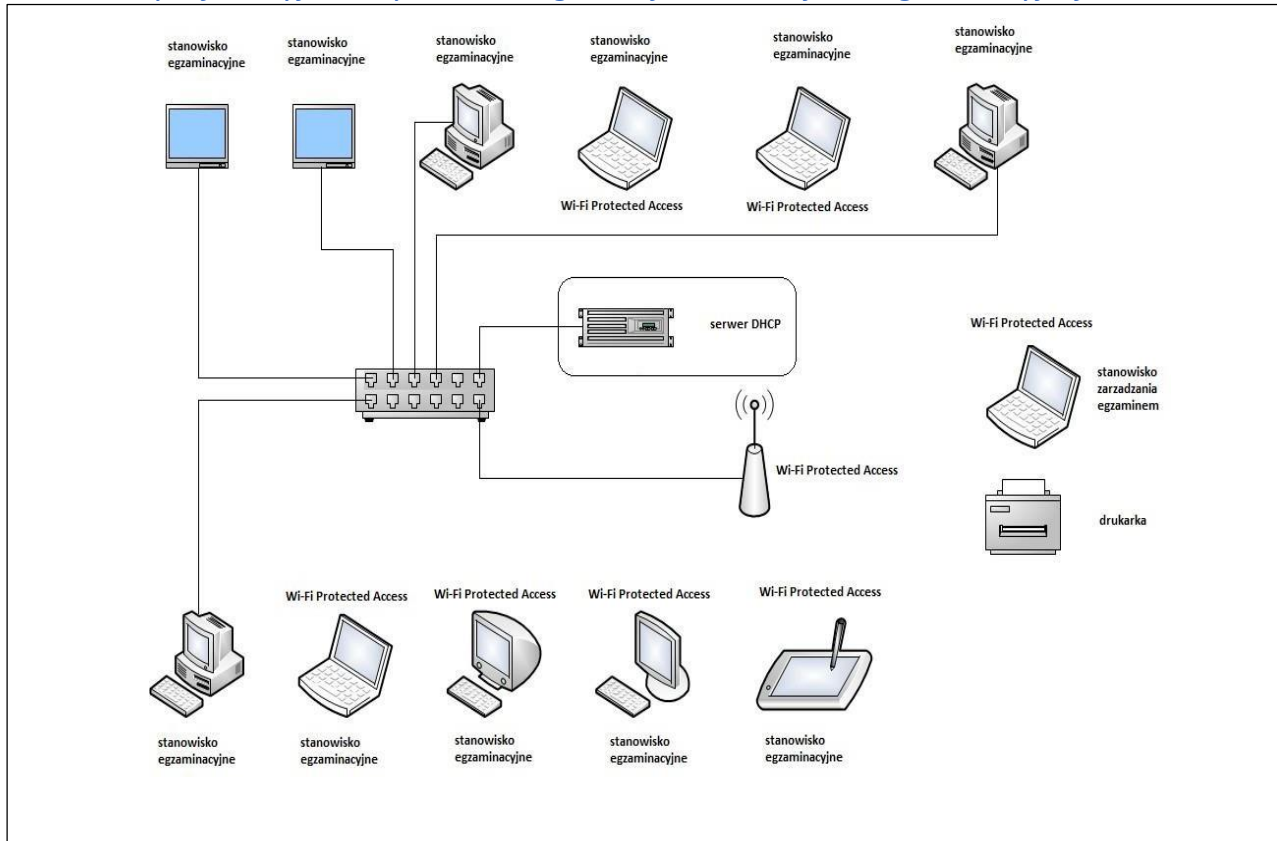 stanowisko
egzaminacyjne
stanowisko
egzaminacyjne
stanowisko
egzaminacyjne
stanowisko
egzaminacyjne
stanowisko
egzaminacyjne
stanowisko
egzaminacyjne
Wi-Fi Protected Access
Wi-Fi Protected Access
serwer DHCP
Wi-Fi Protected Access
stanowisko
zarzadzania
egzaminem
Wi-Fi Protected Access
drukarka
Wi-Fi Protected Access
Wi-Fi Protected Access
Wi-Fi Protected Access
Wi-Fi Protected Access
stanowisko
egzaminacyjne
stanowisko
egzaminacyjne
stanowisko
egzaminacyjne
stanowisko
egzaminacyjne
stanowisko
egzaminacyjne